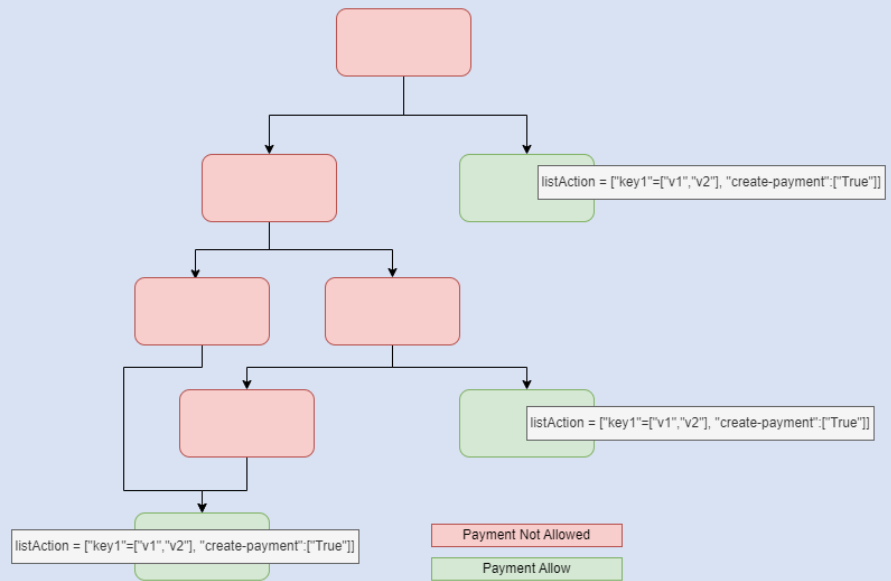 listAction = ["key1"=["v1","v2"], "create-payment":["True"]]
listAction = ["key1"=["v1","v2"], "create-payment":["True"]]
listAction = ["key1"=["v1","v2"], "create-payment":["True"]]
Payment Not Allowed
Payment Allow